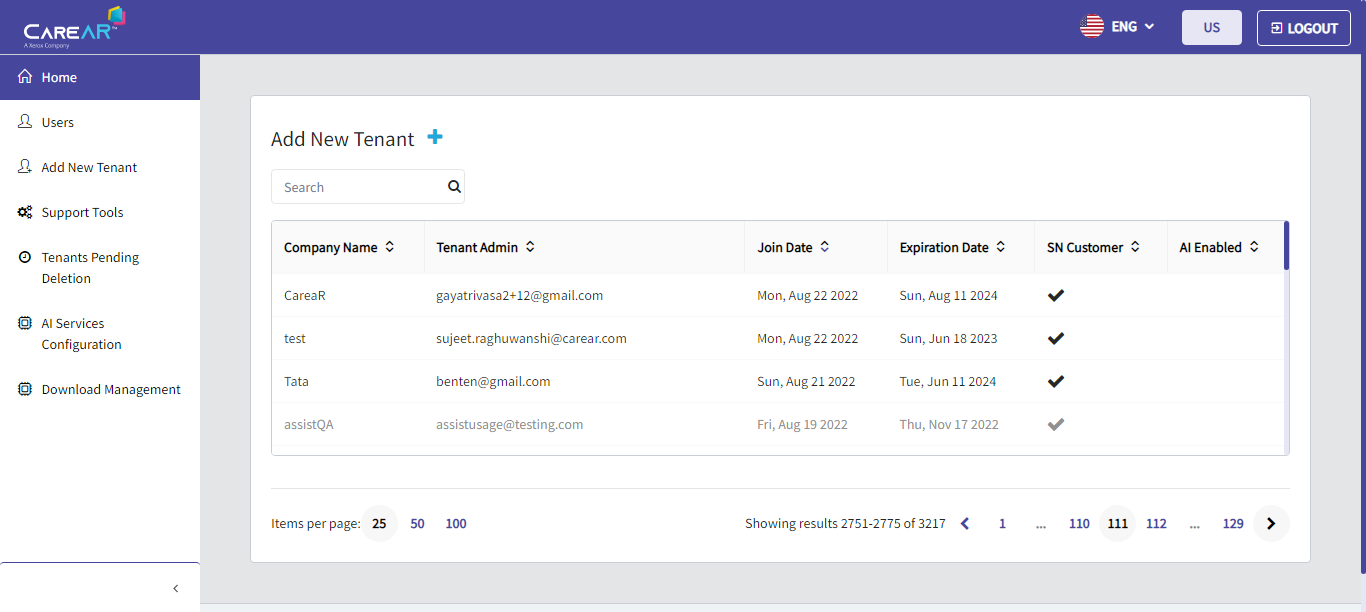 CAREAR™
A Xerox Company
ENG
US
LOGOUT
Home
Users
Add New Tenant
Support Tools
Tenants Pending
Deletion
AI Services
Configuration
Download Management
Add New Tenant
Search
Company Name Tenant Admin Join Date Expiration Date SN Customer AI Enabled
CareaR gayatrivasa2+12@gmail.com Mon, Aug 22 2022 Sun, Aug 11 2024
test sujeet.raghuwanshi@carear.com Mon, Aug 22 2022 Sun, Jun 18 2023
Tata benten@gmail.com Sun, Aug 21 2022 Tue, Jun 11 2024
assistQA assistusage@testing.com Fri, Aug 19 2022 Thu, Nov 17 2022
Items per page: 25 50 100
Showing results 2751-2775 of 3217 1 ... 110 111 112 ... 129